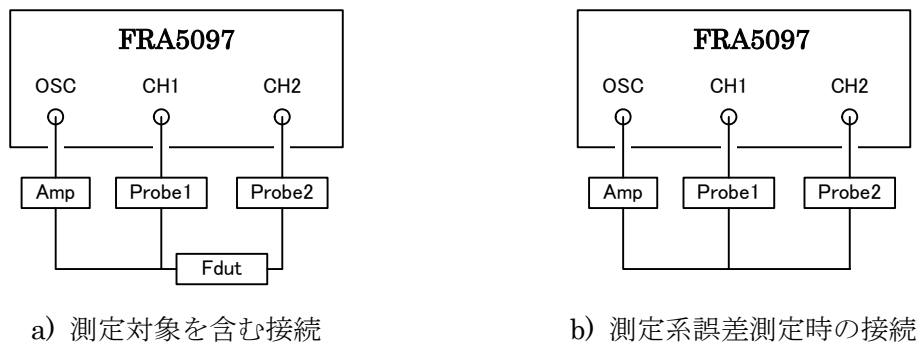 FRA5097
OSC CH1 CH2
Amp Probe1 Probe2
Fdut
a) 測定対象を含む接続
FRA5097
OSC CH1 CH2
Amp Probe1 Probe2
b) 測定系誤差測定時の接続